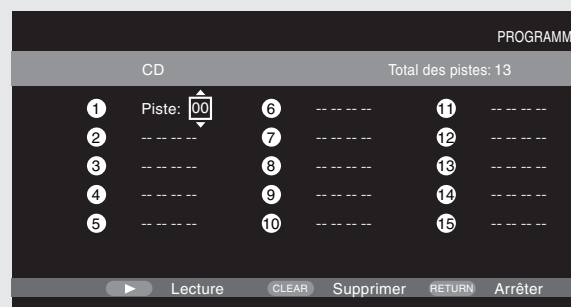 PROGRAMM
CD Total des pistes: 13
1 Piste: 00 6 -- -- -- -- 11 -- -- -- --
2 -- -- -- -- 7 -- -- -- -- 12 -- -- -- --
3 -- -- -- -- 8 -- -- -- -- 13 -- -- -- --
4 -- -- -- -- 9 -- -- -- -- 14 -- -- -- --
5 -- -- -- -- 10 -- -- -- -- 15 -- -- -- --
Lecture CLEAR Supprimer RETURN Arrêter